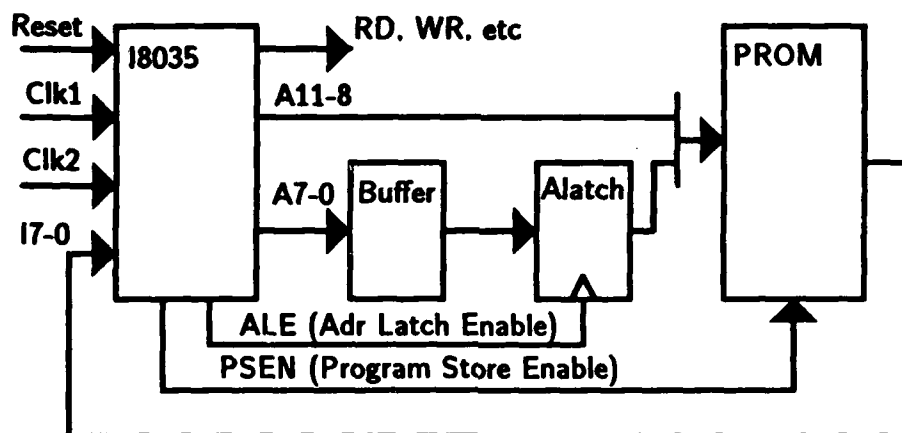 Reset
RD, WR, etc
I8035
PROM
Clk1
A11-8
Clk2
A7-0
Buffer
Alatch
I7-0
ALE (Adr Latch Enable)
PSEN (Program Store Enable)